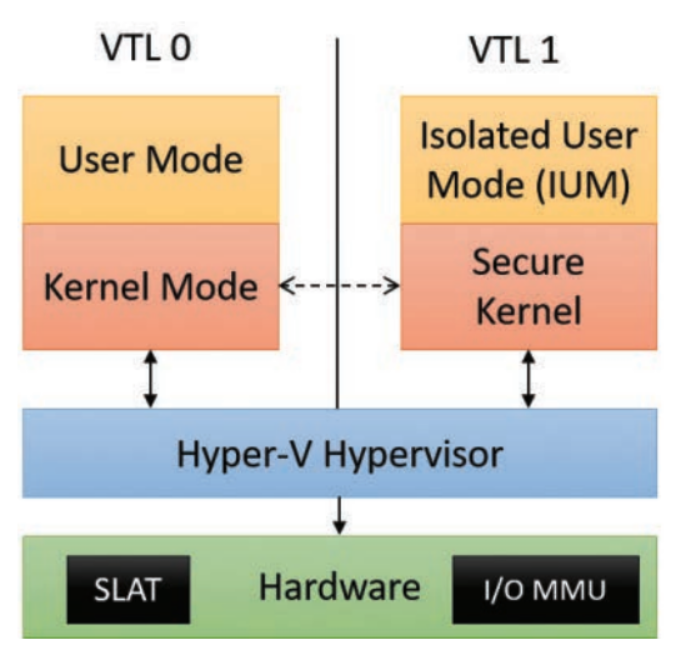 VTL 0
VTL 1
User Mode
Isolated User
Mode (IUM)
Kernel Mode
Secure
Kernel
Hyper-V Hypervisor
SLAT
Hardware
I/O MMU